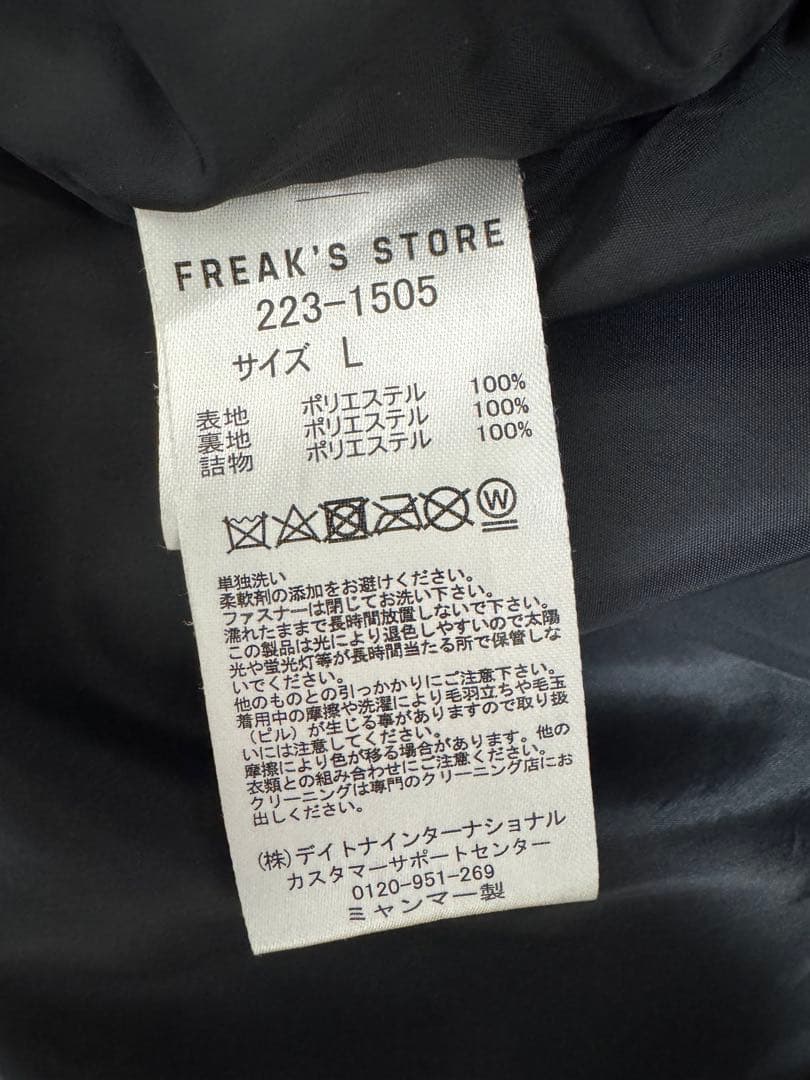 FREAK'S STORE
223-1505
サイズ L
表地 ポリエステル 100%
裏地 ポリエステル 100%
詰物 ポリエステル 100%
W
単独洗い
柔軟剤の添加をお避けください。
ファスナーは閉じてお洗い下さい。
濡れたままで長時間放置しないで下さい。
この製品は光により退色しやすいので太陽
光や蛍光灯等が長時間当たる所で保管しな
いでください。
他のものとの引っかかりにご注意下さい。
着用中の摩擦や洗濯により毛羽立ちや毛玉
(ピル)が生じる事がありますので取り扱
いには注意してください。
摩擦により色が移る場合があります。他の
衣類との組み合わせにご注意ください。
クリーニングは専門のクリーニング店にお
出しください。
(株)デイトナインターナショナル
カスタマーサポートセンター
0120-951-269
ミャンマー製